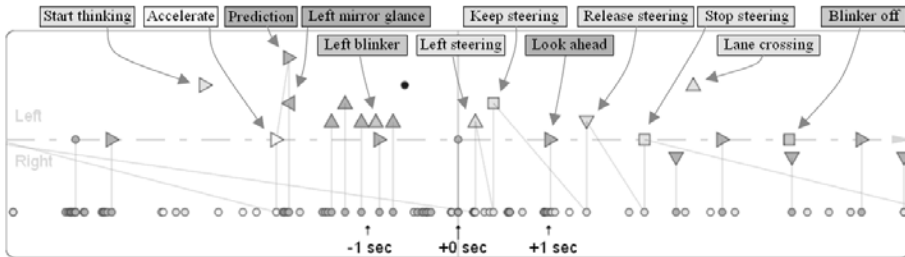 Start thinking
Accelerate
Prediction
Left mirror glance
Keep steering
Release steering
Stop steering
Blinker off
Left blinker
Left steering
Look ahead
Lane crossing
Left
Right
-1 sec
+0 sec
+1 sec